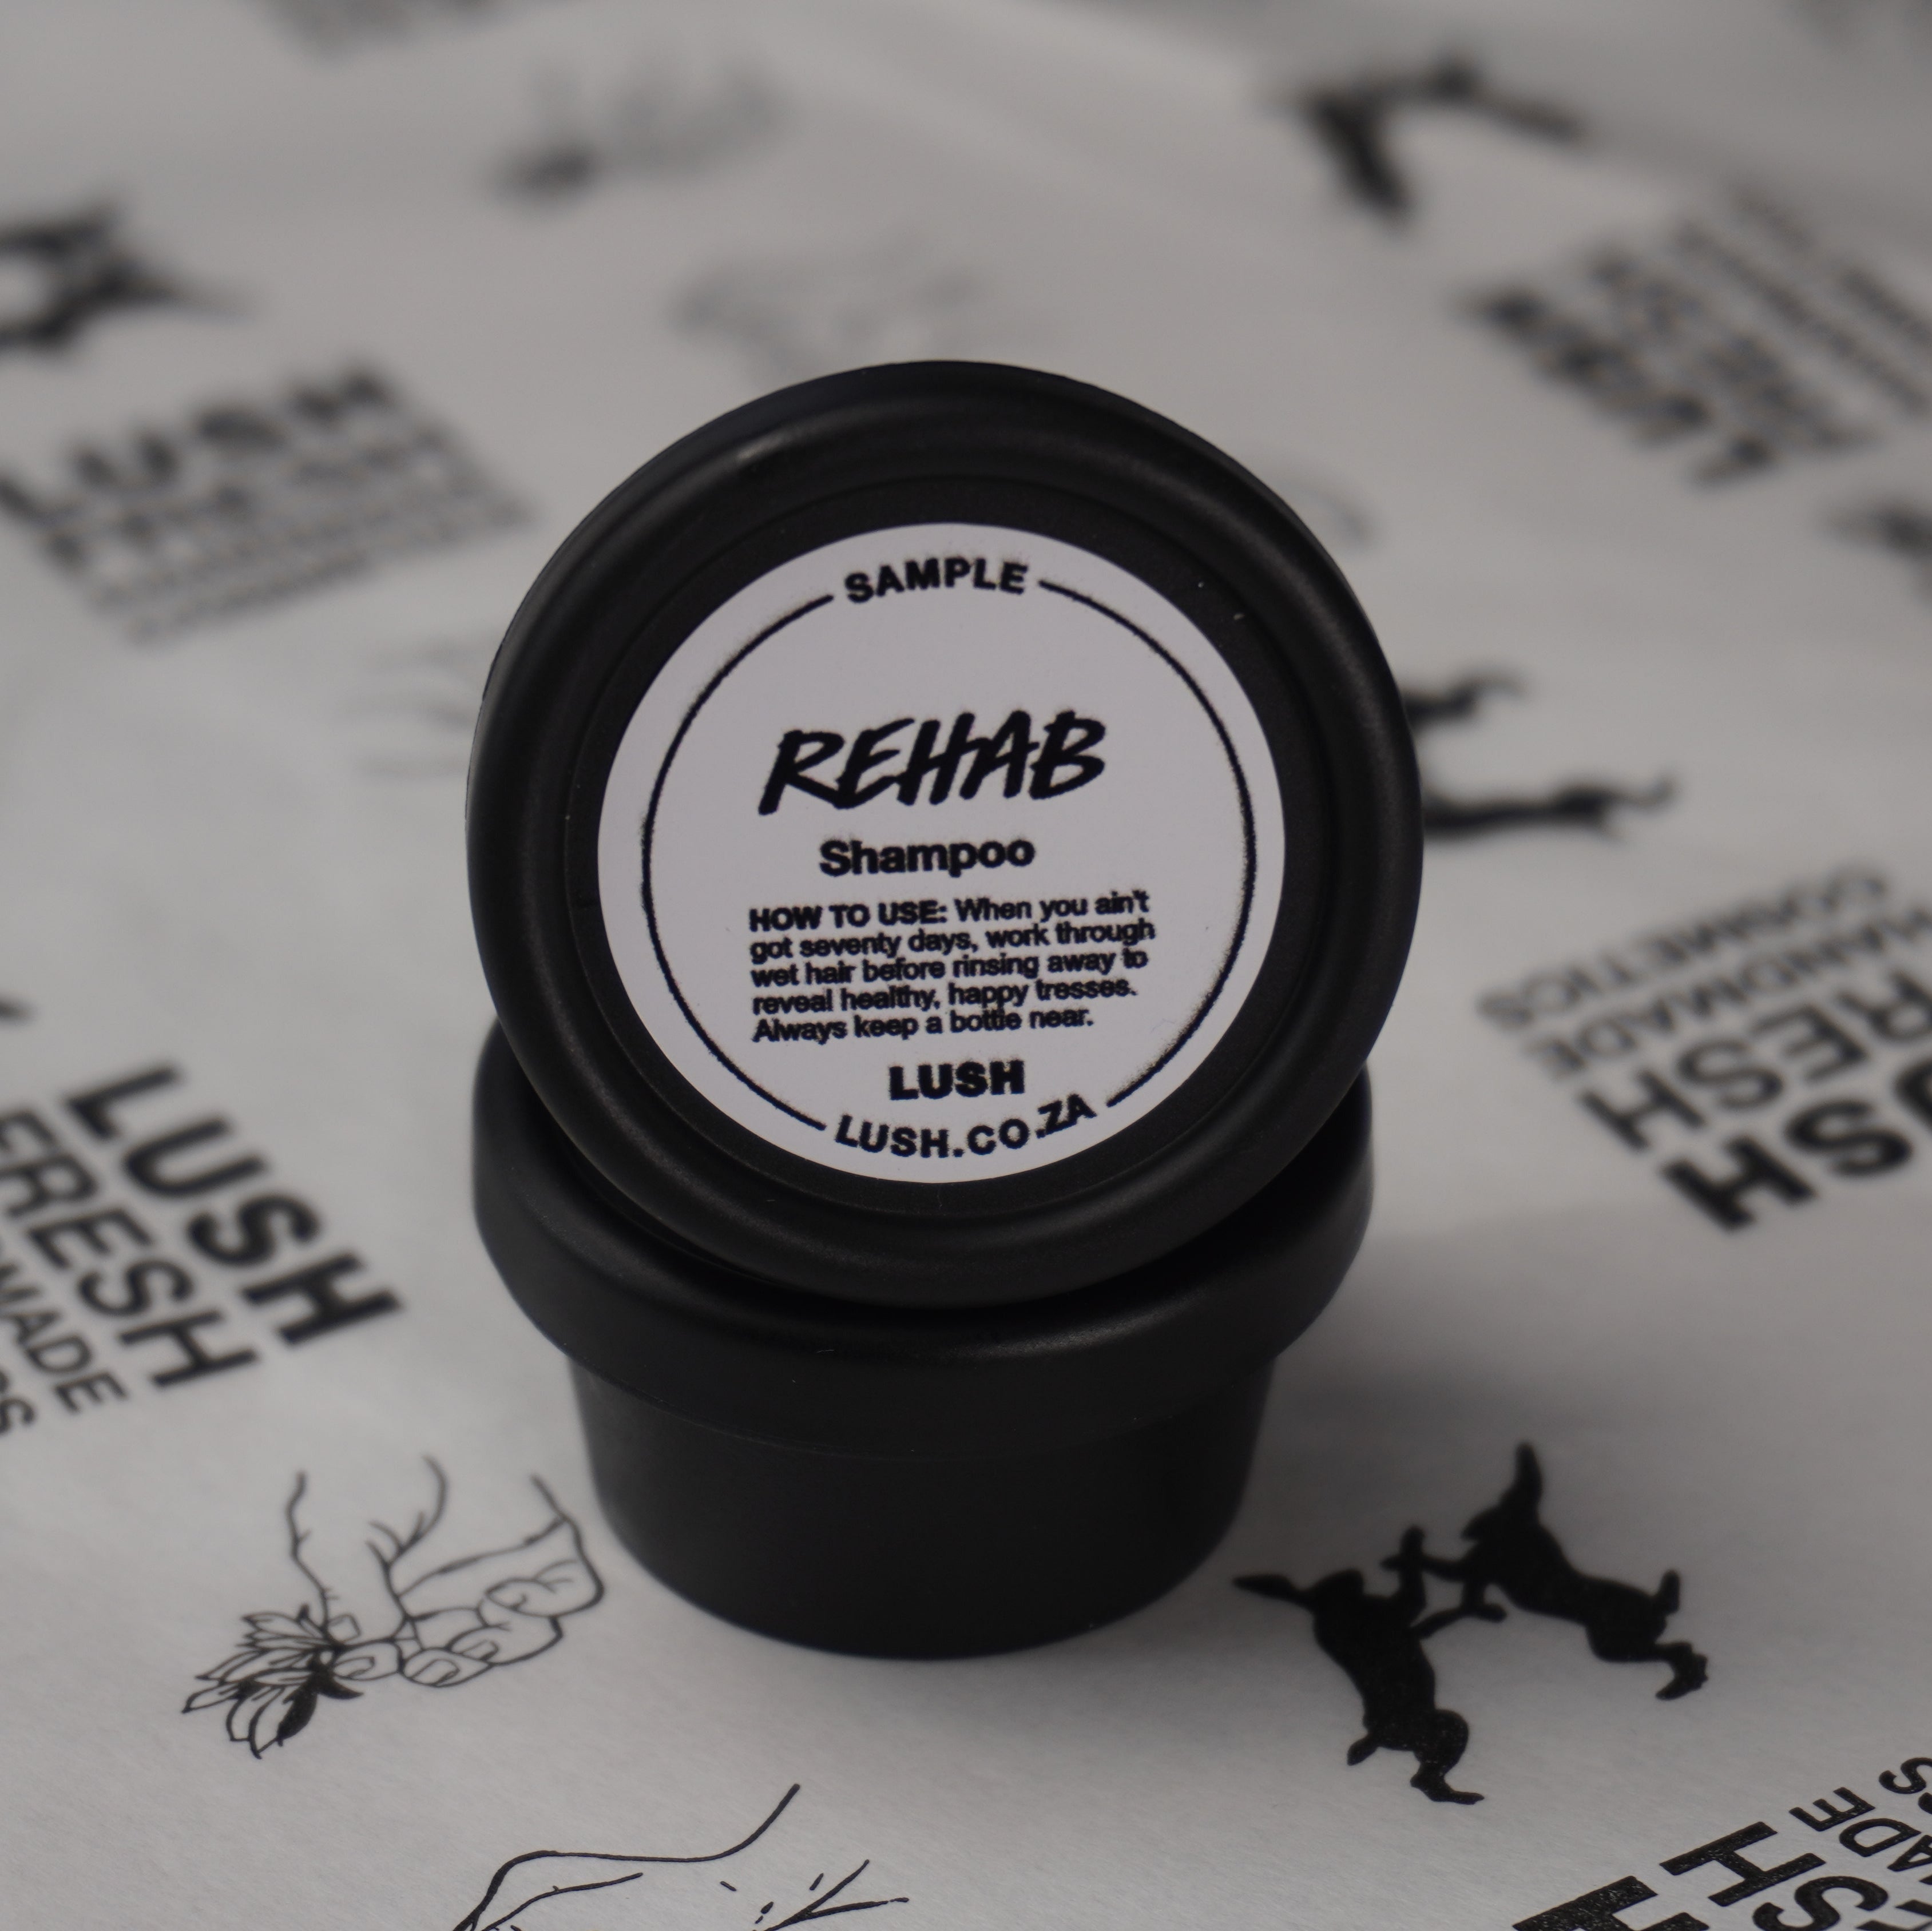 SAMPLE
REHAB
Shampoo
HOW TO USE: When you ain't
got seventy days, work through
wet hair before rinsing away to
reveal healthy, happy tresses.
Always keep a bottle near.
LUSH
LUSH.CO.ZA
LUSH
FRESH
LUSH
FRESH
HANDMADE
COSMETICS